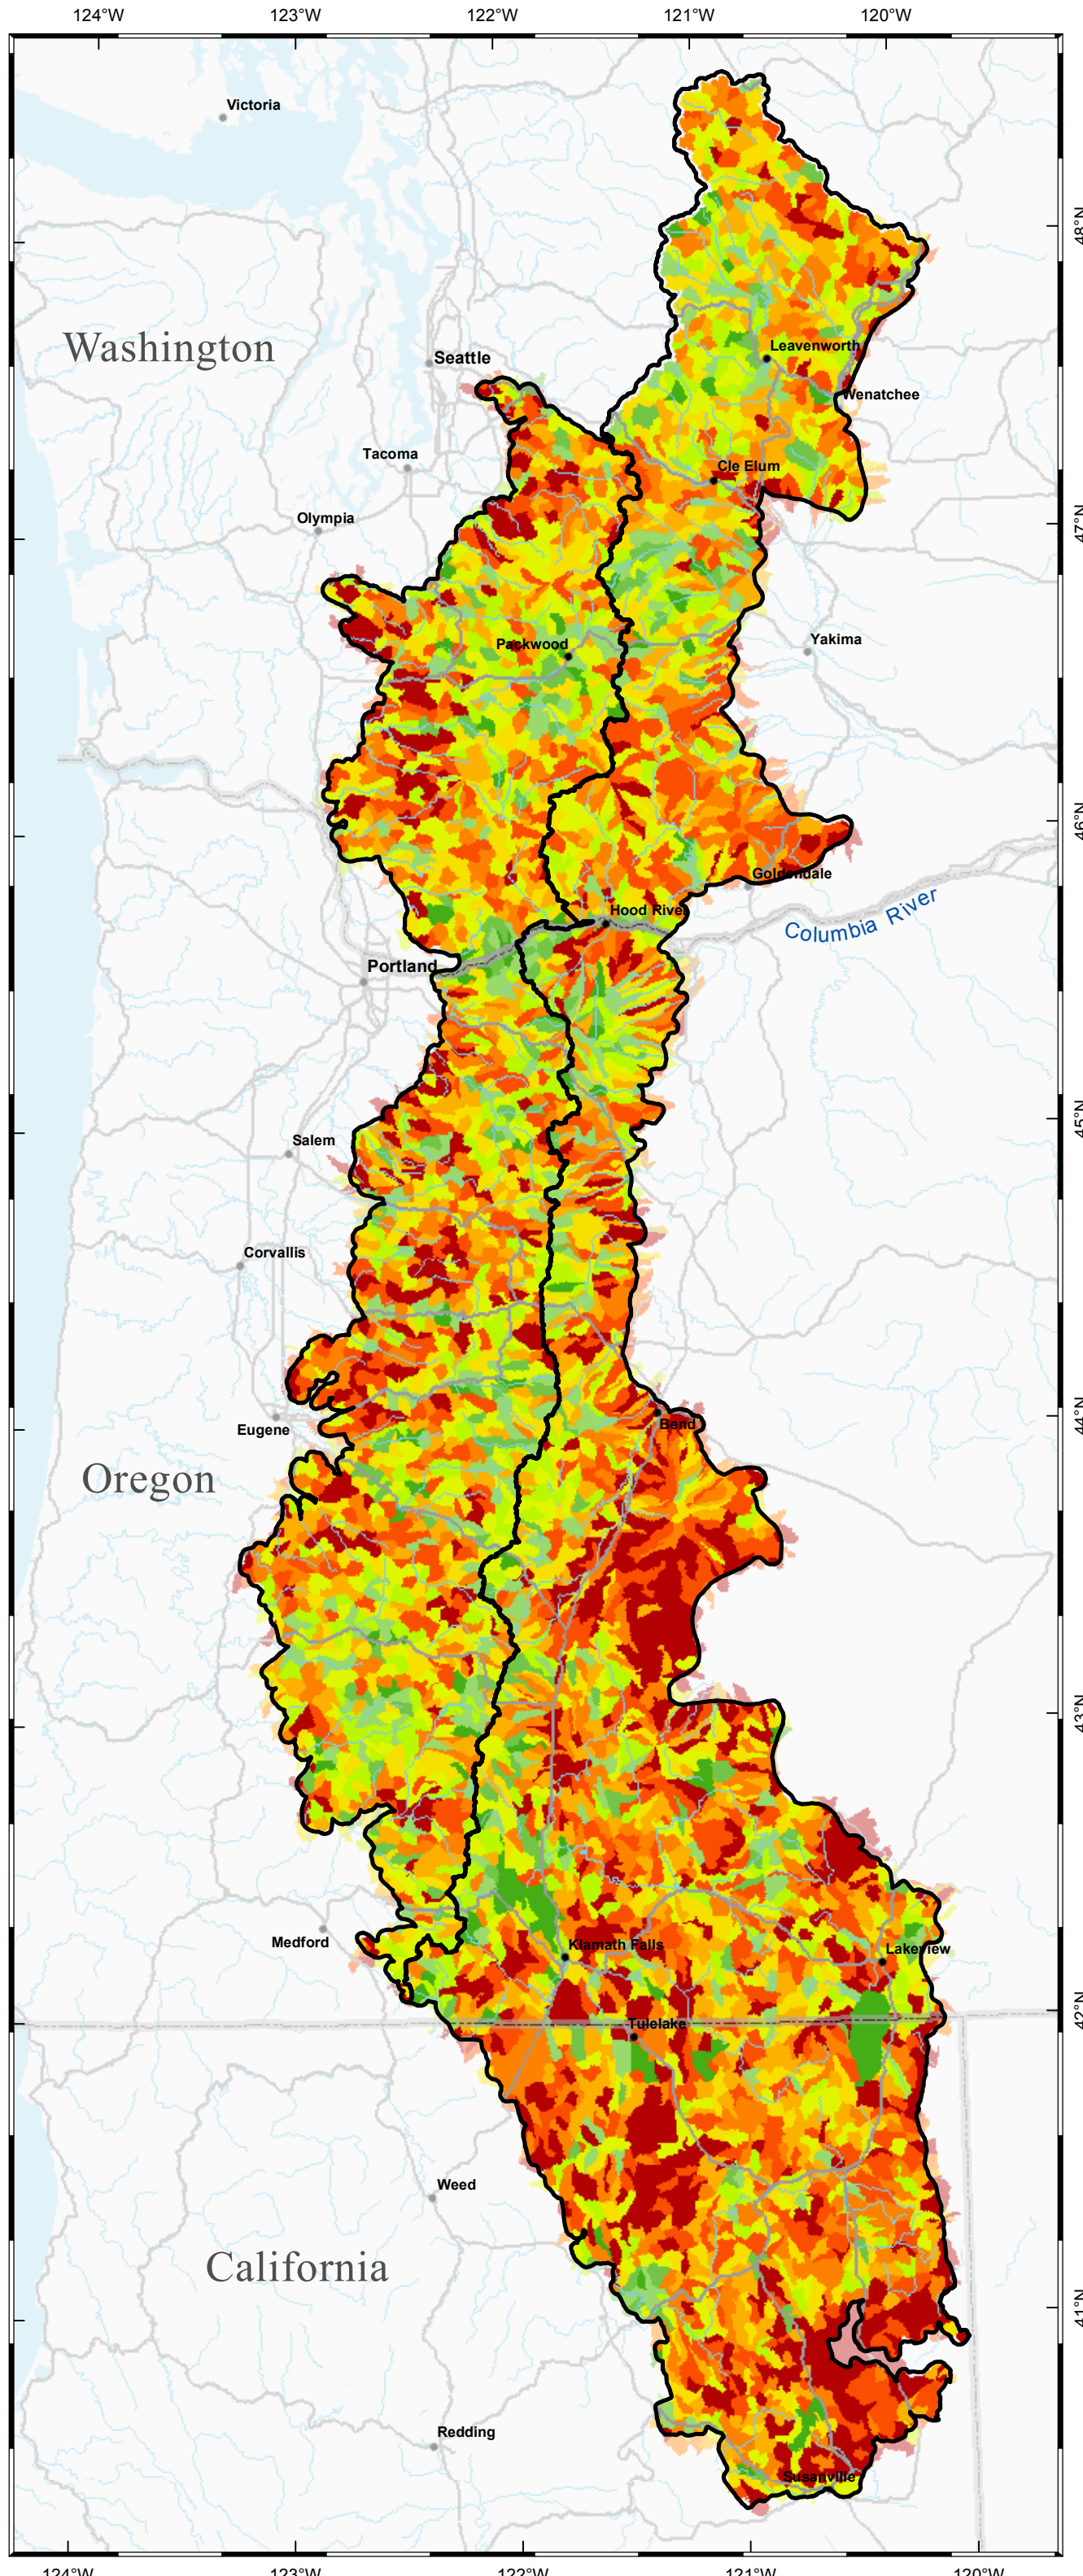 124°W 123°W 122°W 121°W 120°W
Victoria
48°N
Washington
Leavenworth
Seattle
Wenatchee
Tacoma
Cle Elum
Olympia
47°N
Yakima
Packwood
46°N
Goldendale
Hood River
Columbia River
Portland
45°N
Salem
Corvallis
44°N
Bend
Eugene
Oregon
43°N
Medford
Klamath Falls
Lakeview
42°N
Tulelake
Weed
California
41°N
Redding
Susanville
124°W 123°W 122°W 121°W 120°W